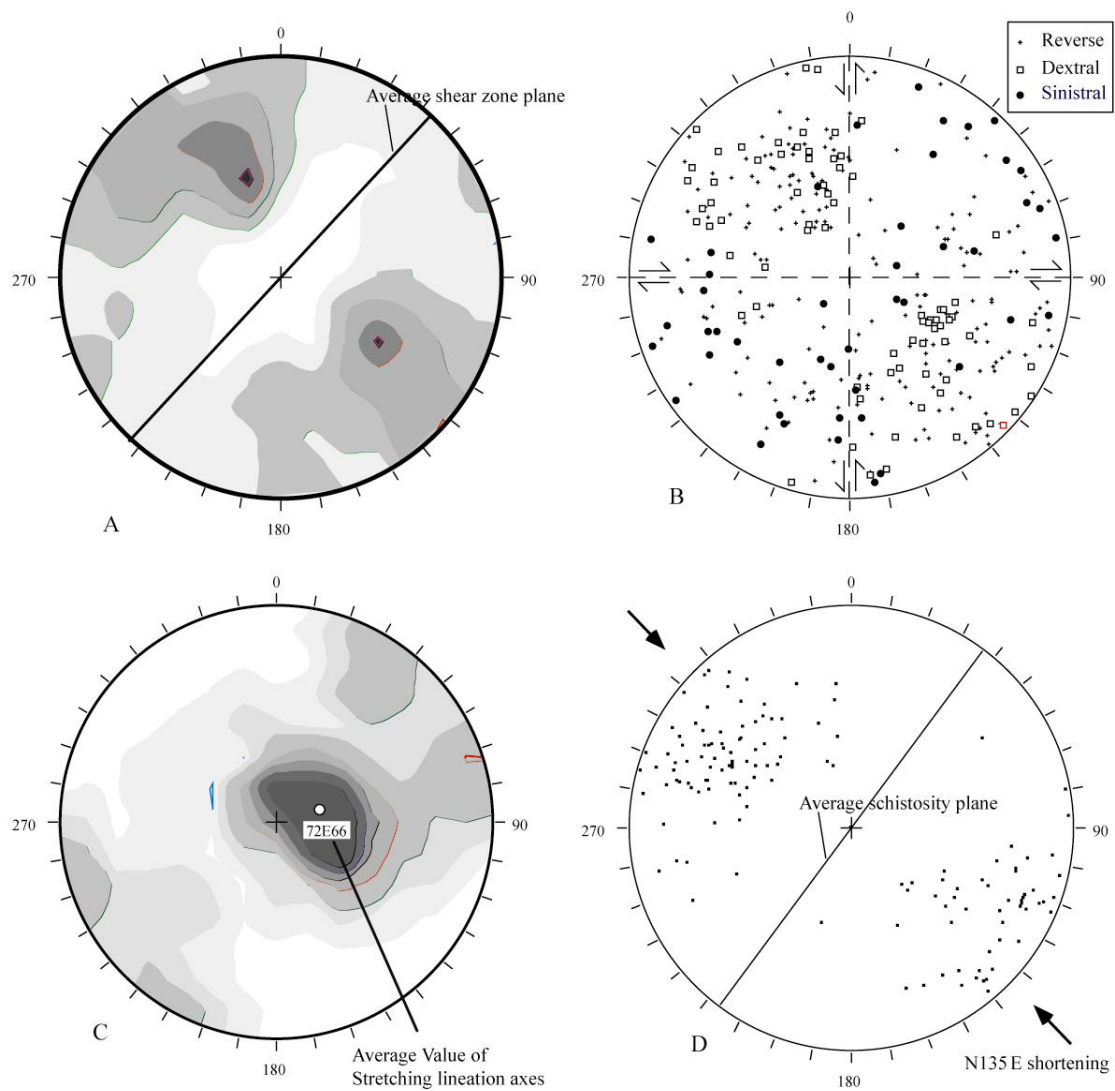 0
Average shear zone plane
270
90
A
180
0
Reverse
Dextral
Sinistral
270
90
B
180
0
270
90
72E66
C
180
Average Value of
Stretching lineation axes
0
270
90
Average schistosity plane
D
180
N135 E shortening